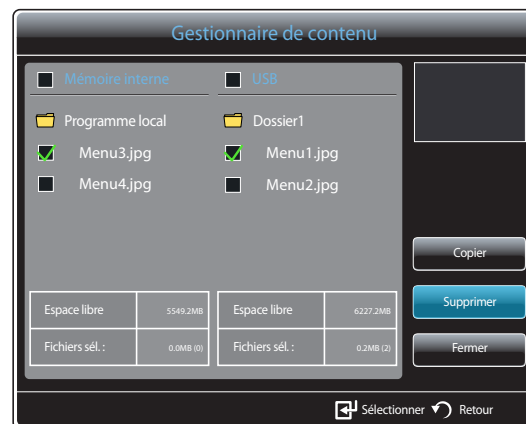 Gestionnaire de contenu
Mémoire interne
USB
Programme local
Dossier1
Menu3.jpg
Menu1.jpg
Menu4.jpg
Menu2.jpg
Copier
Espace libre
5549.2MB
Espace libre
6227.2MB
Supprimer
Fichiers sél. :
0.0MB (0)
Fichiers sél. :
0.2MB (2)
Fermer
Sélectionner
Retour